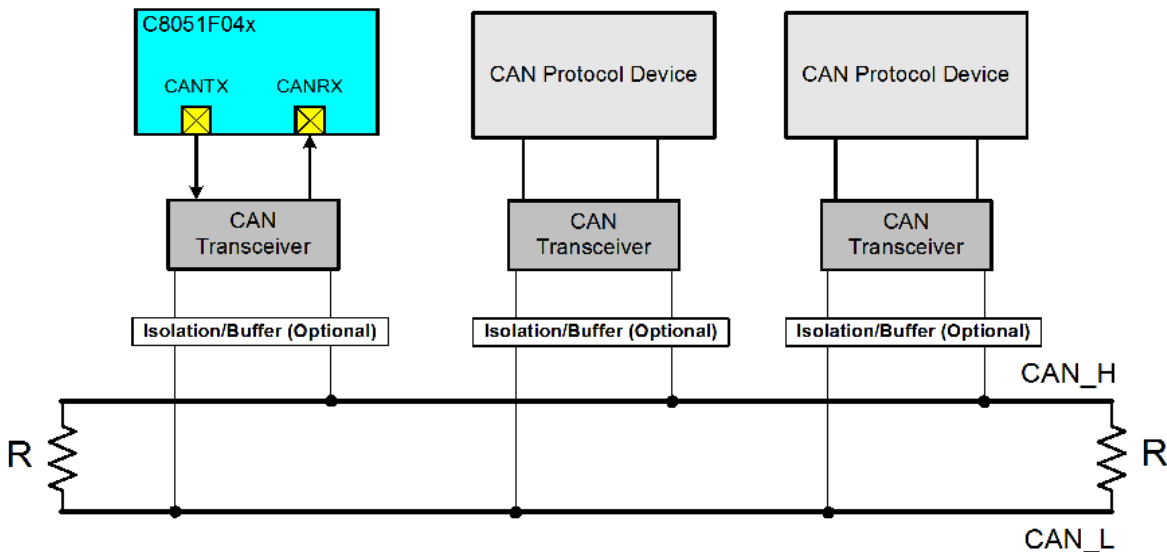 C8051F04x
CANTX
CANRX
CAN Protocol Device
CAN Protocol Device
CAN
Transceiver
CAN
Transceiver
CAN
Transceiver
Isolation/Buffer (Optional)
Isolation/Buffer (Optional)
Isolation/Buffer (Optional)
CAN_H
R
R
CAN_L